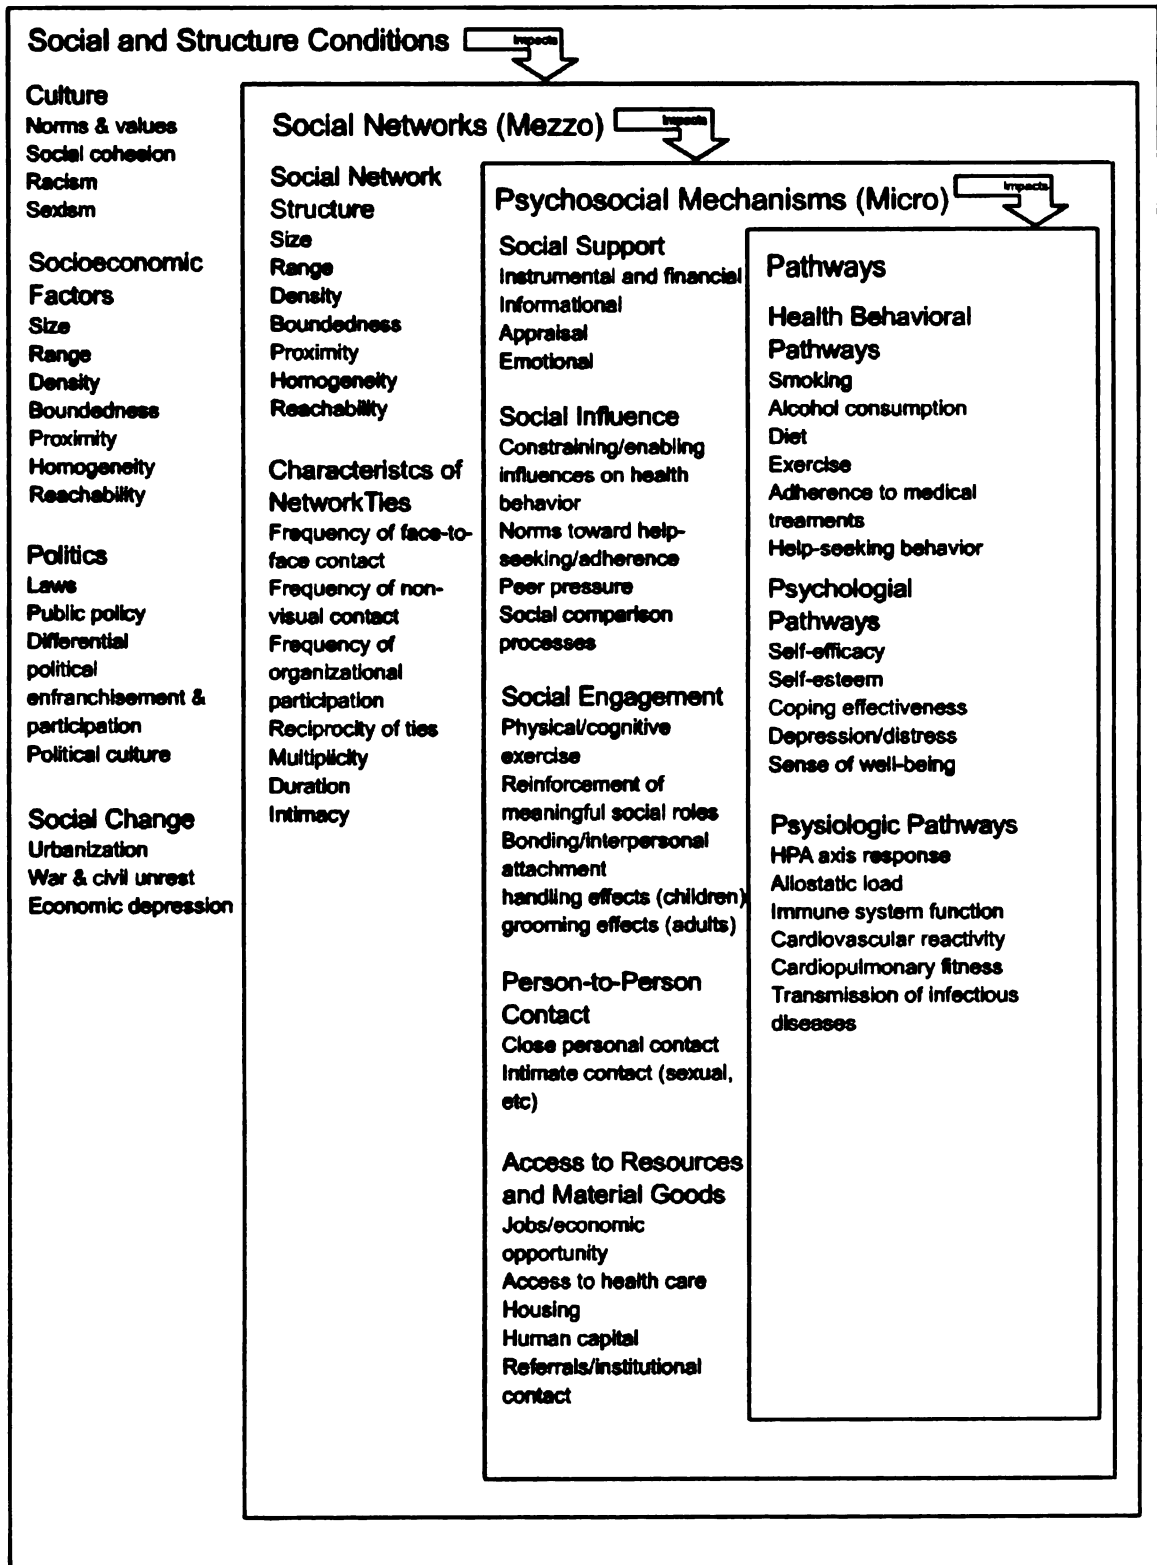 Social and Structure Conditions
Impacts
Culture
Norms & values
Social cohesion
Racism
Sexism
Socioeconomic
Factors
Size
Range
Density
Boundedness
Proximity
Homogeneity
Reachability
Politics
Laws
Public policy
Differential
political
enfranchisement &
participation
Political culture
Social Change
Urbanization
War & civil unrest
Economic depression
Social Networks (Mezzo)
Impacts
Social Network
Structure
Size
Range
Density
Boundedness
Proximity
Homogeneity
Reachability
Characteristcs of
NetworkTies
Frequency of face-to-
face contact
Frequency of non-
visual contact
Frequency of
organizational
participation
Reciprocity of ties
Multiplicity
Duration
Intimacy
Psychosocial Mechanisms (Micro)
Impacts
Social Support
Instrumental and financial
Informational
Appraisal
Emotional
Social Influence
Constraining/enabling
influences on health
behavior
Norms toward help-
seeking/adherence
Peer pressure
Social comparison
processes
Social Engagement
Physical/cognitive
exercise
Reinforcement of
meaningful social roles
Bonding/interpersonal
attachment
handling effects (children)
grooming effects (adults)
Person-to-Person
Contact
Close personal contact
Intimate contact (sexual,
etc)
Access to Resources
and Material Goods
Jobs/economic
opportunity
Access to health care
Housing
Human capital
Referrals/institutional
contact
Pathways
Health Behavioral
Pathways
Smoking
Alcohol consumption
Diet
Exercise
Adherence to medical
treaments
Help-seeking behavior
Psychologial
Pathways
Self-efficacy
Self-esteem
Coping effectiveness
Depression/distress
Sense of well-being
Psysiologic Pathways
HPA axis response
Allostatic load
Immune system function
Cardiovascular reactivity
Cardiopulmonary fitness
Transmission of infectious
diseases